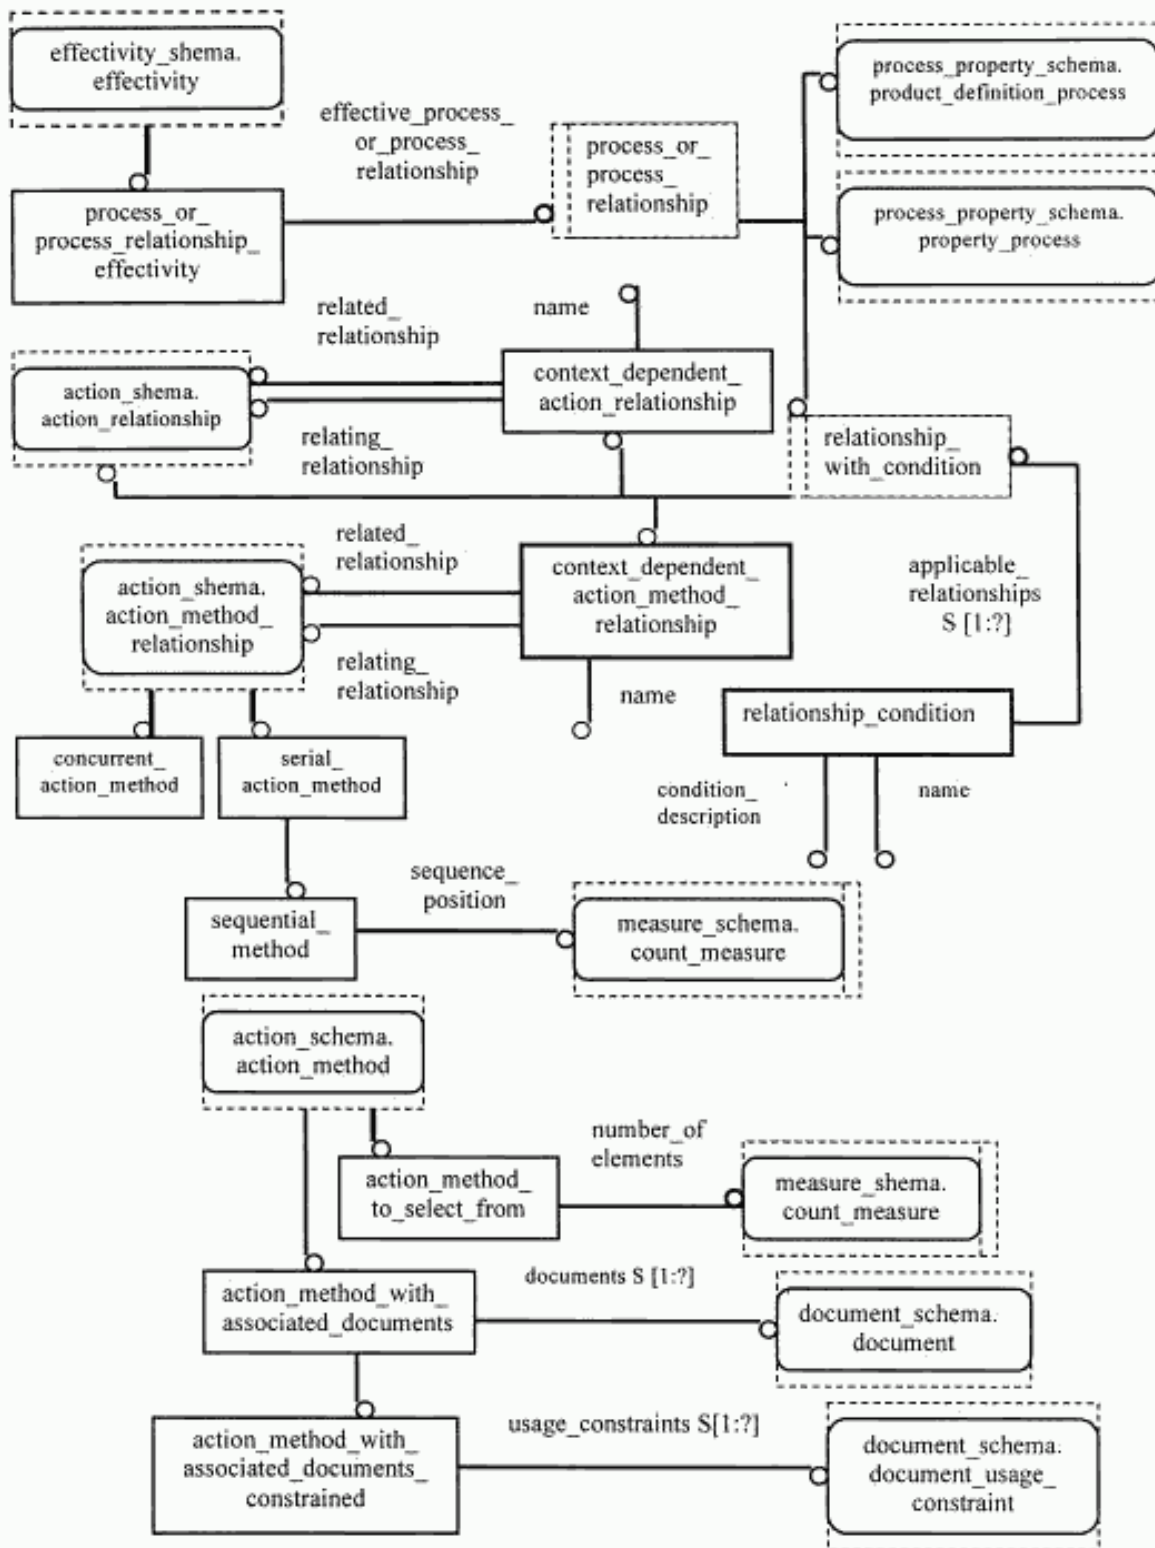 effectivity_shema.
effectivity
process_property_schema.
product_definition_process
effective_process_
or_process_
relationship
process_or_
process_
relationship
process_or_
process_relationship_
effectivity
process_property_schema.
property_process
related_
relationship
name
action_shema.
action_relationship
context_dependent_
action_relationship
relating_
relationship
relationship_
with_condition
related_
relationship
action_shema.
action_method_
relationship
context_dependent_
action_method_
relationship
applicable_
relationships
S [1:?]
relating_
relationship
name
relationship_condition
concurrent_
action_method
serial_
action_method
condition_
description
name
sequence_
position
sequential_
method
measure_schema.
count_measure
action_schema.
action_method
number_of
elements
action_method_
to_select_from
measure_shema.
count_measure
documents S [1:?]
action_method_with_
associated_documents
document_schema.
document
usage_constraints S[1:?]
action_method_with_
associated_documents_
constrained
document_schema.
document_usage_
constraint